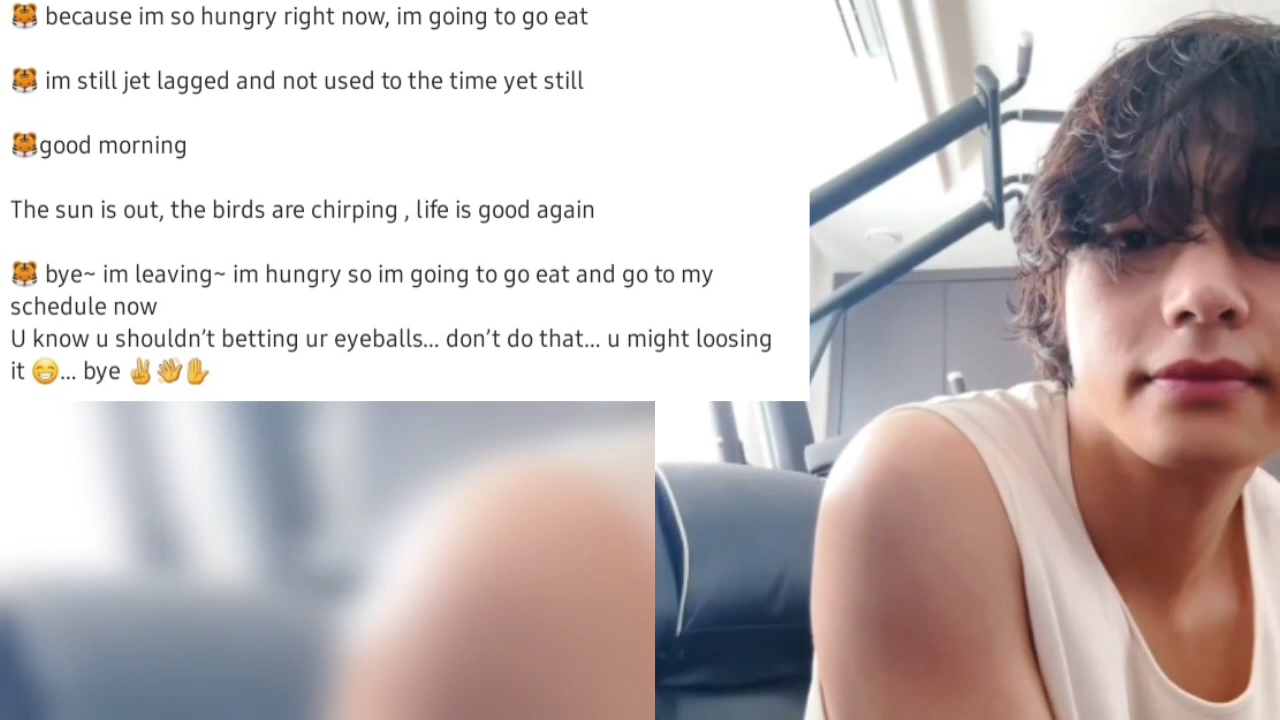 🐯 because im so hungry right now, im going to go eat
🐯 im still jet lagged and not used to the time yet still
🐯good morning
The sun is out, the birds are chirping , life is good again
🐯 bye~ im leaving~ im hungry so im going to go eat and go to my
schedule now
U know u shouldn’t betting ur eyeballs... don’t do that... u might loosing
it 😁... bye ✌️👋✋